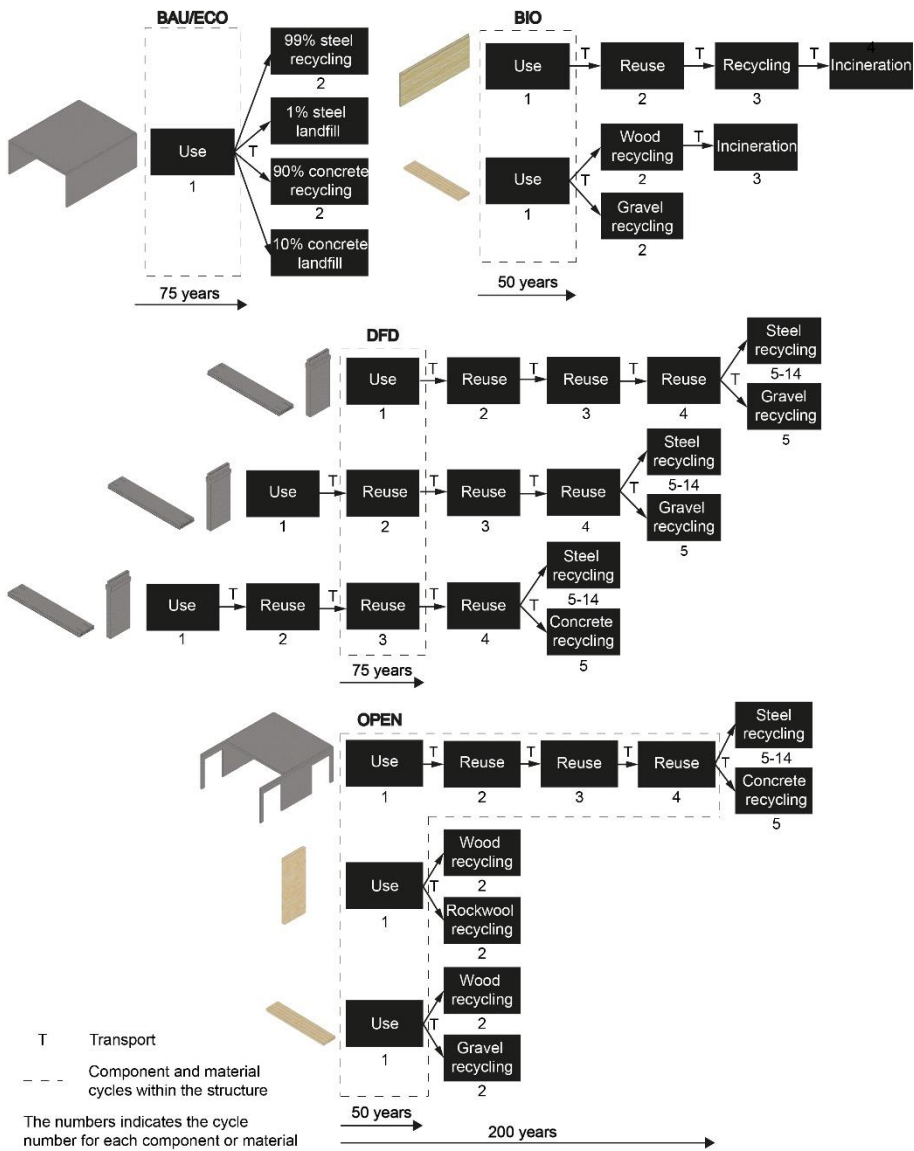 BAU/ECO
99% steel
recycling
2
1% steel
landfill
Use
1
T
90% concrete
recycling
2
10% concrete
landfill
75 years
BIO
Use
1
T
Reuse
2
T
Recycling
3
T
4
Incineration
Use
1
T
Wood
recycling
2
T
Incineration
3
Gravel
recycling
2
50 years
DFD
Use
1
T
Reuse
2
T
Reuse
3
T
Reuse
4
T
Steel
recycling
5-14
Gravel
recycling
5
Use
1
T
Reuse
2
T
Reuse
3
T
Reuse
4
T
Steel
recycling
5-14
Gravel
recycling
5
Use
1
T
Reuse
2
T
Reuse
3
T
Reuse
4
T
Steel
recycling
5-14
Concrete
recycling
5
75 years
OPEN
Use
1
T
Reuse
2
T
Reuse
3
T
Reuse
4
T
Steel
recycling
5-14
Concrete
recycling
5
Use
1
T
Wood
recycling
2
Rockwool
recycling
2
Use
1
T
Wood
recycling
2
Gravel
recycling
2
50 years
200 years
T Transport
Component and material
cycles within the structure
The numbers indicates the cycle
number for each component or material